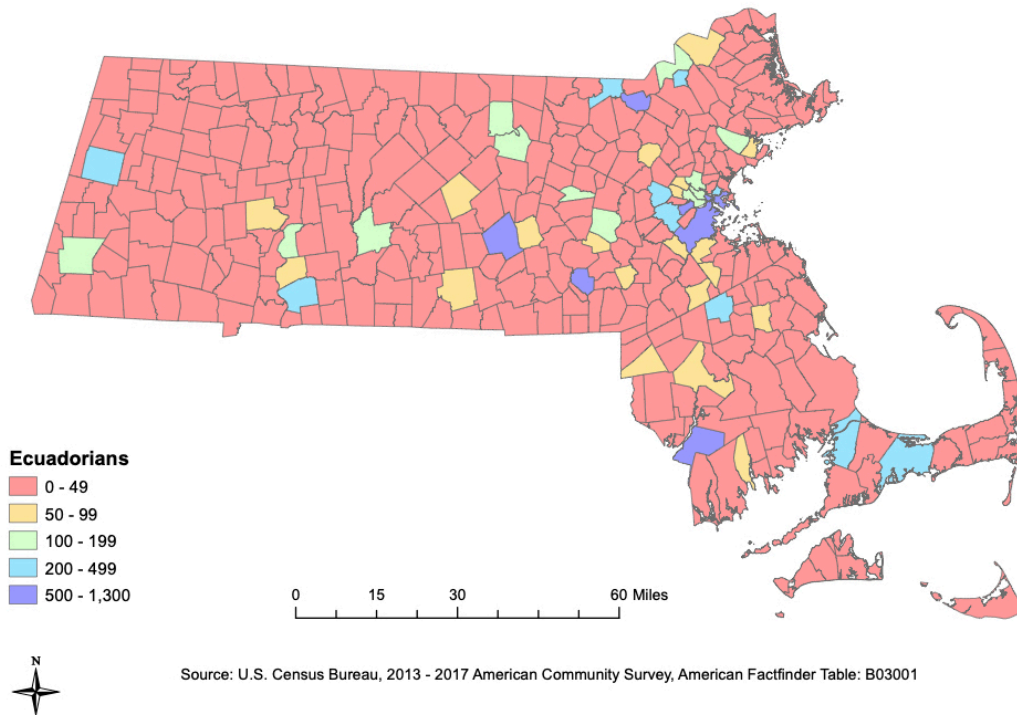 Ecuadorians
0 - 49
50 - 99
100 - 199
200 - 499
500 - 1,300
0 15 30 60 Miles
N
Source: U.S. Census Bureau, 2013 - 2017 American Community Survey, American Factfinder Table: B03001